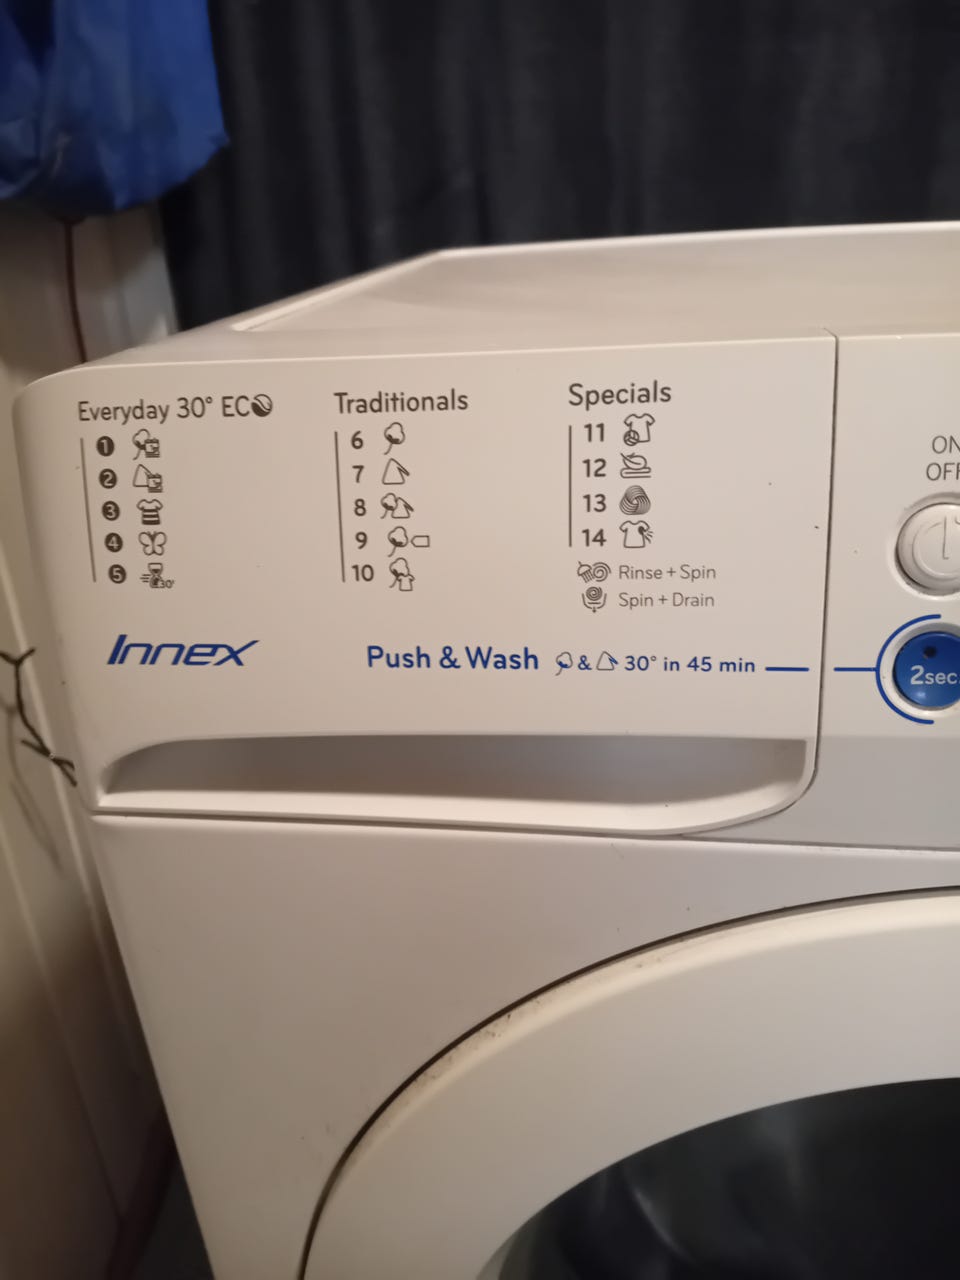 Everyday 30° ECO
1
2
3
4
5 30'
Traditionals
6
7
8
9
10
Specials
11
12
13
14
Rinse + Spin
Spin + Drain
Innex
Push & Wash & 30° in 45 min
ON
OFF
2sec.